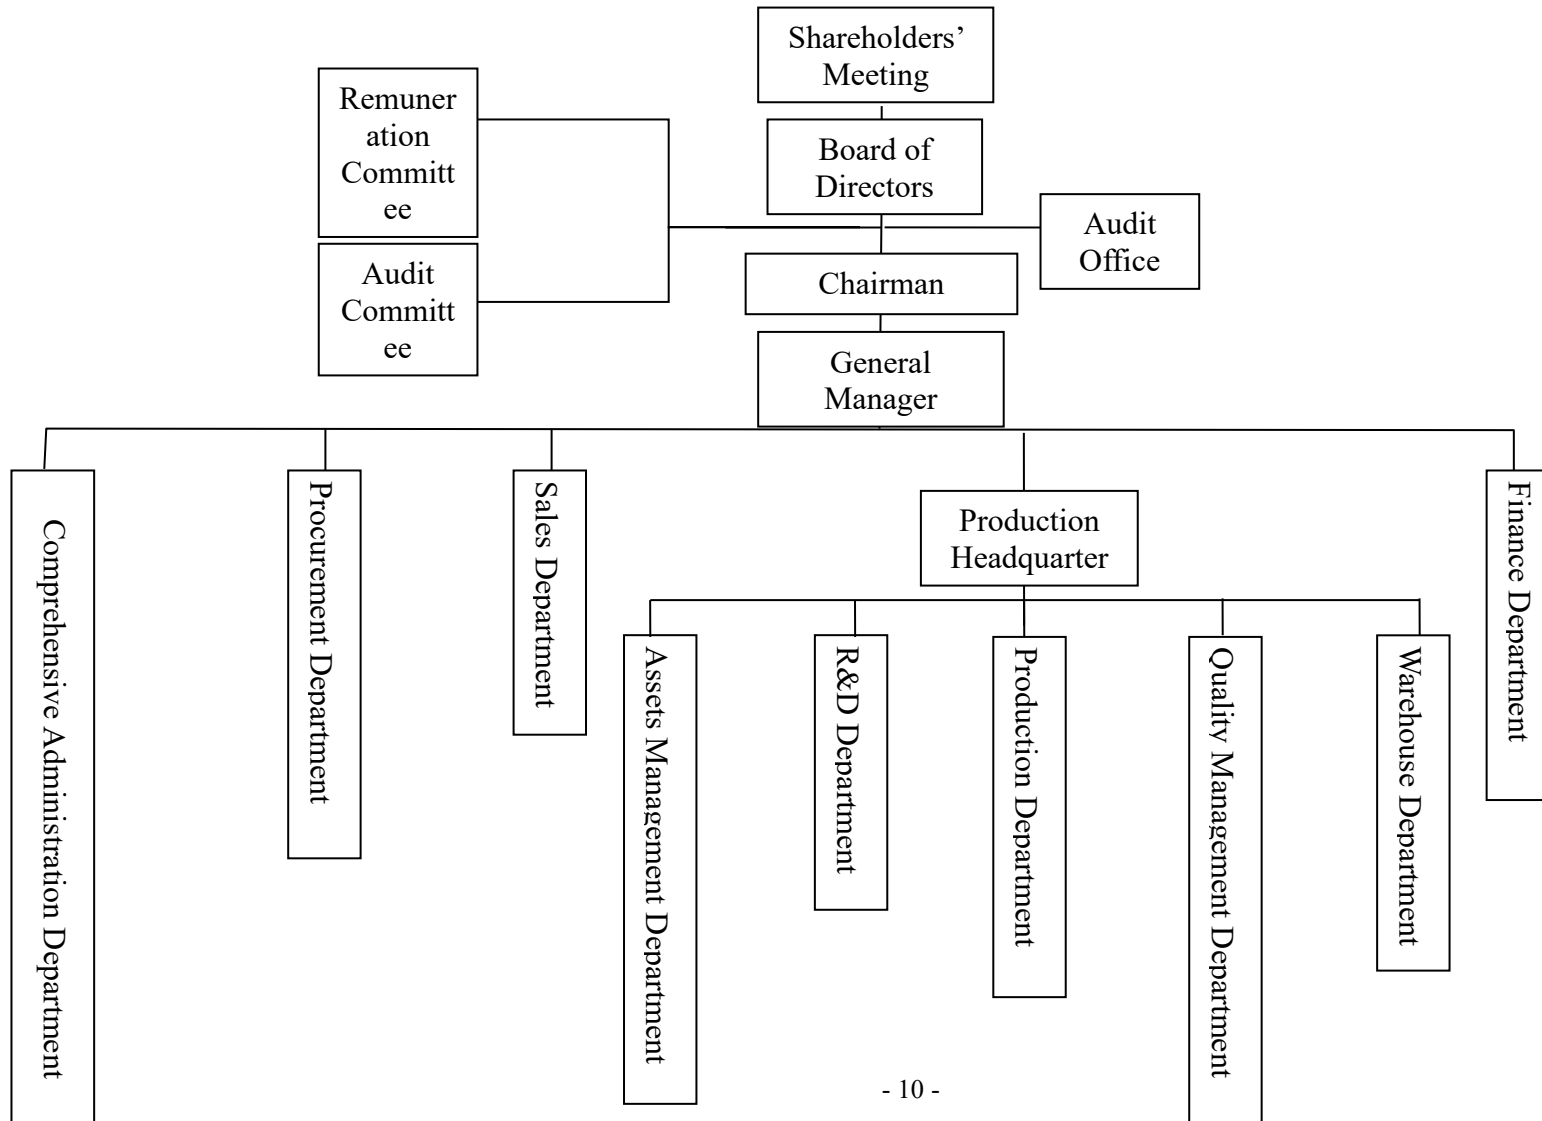 Shareholders’
Meeting
Remuner
ation
Committ
ee
Board of
Directors
Audit
Office
Audit
Committ
ee
Chairman
General
Manager
Comprehensive Administration Department
Procurement Department
Sales Department
Production
Headquarter
Finance Department
Assets Management Department
R&D Department
Production Department
Quality Management Department
Warehouse Department
- 10 -